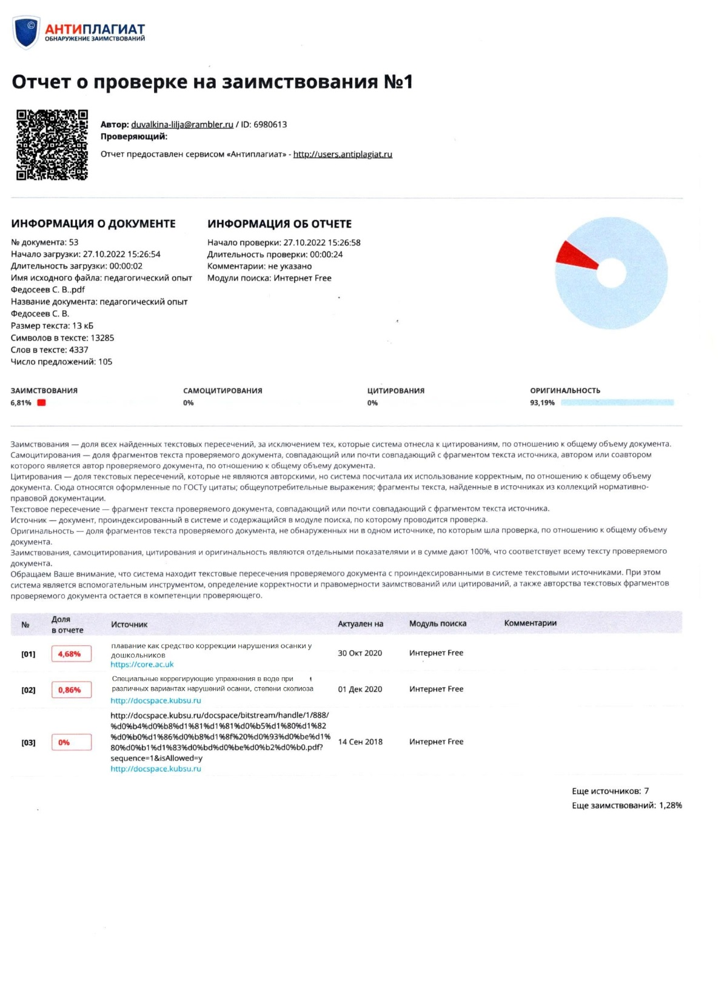 ©
АНТИПЛАГИАТ
ОБНАРУЖЕНИЕ ЗАИМСТВОВАНИЙ
Отчет о проверке на заимствования №1
Автор: duvalkina-lilja@rambler.ru / ID: 6980613
Проверяющий:
Отчет предоставлен сервисом «Антиплагиат» - http://users.antiplagiat.ru
ИНФОРМАЦИЯ О ДОКУМЕНТЕ
№ документа: 53
Начало загрузки: 27.10.2022 15:26:54
Длительность загрузки: 00:00:02
Имя исходного файла: педагогический опыт
Федосеев С. В..pdf
Название документа: педагогический опыт
Федосеев С. В.
Размер текста: 13 кБ
Символов в тексте: 13285
Слов в тексте: 4337
Число предложений: 105
ИНФОРМАЦИЯ ОБ ОТЧЕТЕ
Начало проверки: 27.10.2022 15:26:58
Длительность проверки: 00:00:24
Комментарии: не указано
Модули поиска: Интернет Free
ЗАИМСТВОВАНИЯ
6,81%
САМОЦИТИРОВАНИЯ
0%
ЦИТИРОВАНИЯ
0%
ОРИГИНАЛЬНОСТЬ
93,19%
Заимствования — доля всех найденных текстовых пересечений, за исключением тех, которые система отнесла к цитированиям, по отношению к общему объему документа.
Самоцитирования — доля фрагментов текста проверяемого документа, совпадающий или почти совпадающий с фрагментом текста источника, автором или соавтором
которого является автор проверяемого документа, по отношению к общему объему документа.
Цитирования — доля текстовых пересечений, которые не являются авторскими, но система посчитала их использование корректным, по отношению к общему объему
документа. Сюда относятся оформленные по ГОСТу цитаты; общеупотребительные выражения; фрагменты текста, найденные в источниках из коллекций нормативно-
правовой документации.
Текстовое пересечение — фрагмент текста проверяемого документа, совпадающий или почти совпадающий с фрагментом текста источника.
Источник — документ, проиндексированный в системе и содержащийся в модуле поиска, по которому проводится проверка.
Оригинальность — доля фрагментов текста проверяемого документа, не обнаруженных ни в одном источнике, по которым шла проверка, по отношению к общему объему
документа.
Заимствования, самоцитирования, цитирования и оригинальность являются отдельными показателями и в сумме дают 100%, что соответствует всему тексту проверяемого
документа.
Обращаем Ваше внимание, что система находит текстовые пересечения проверяемого документа с проиндексированными в системе текстовыми источниками. При этом
система является вспомогательным инструментом, определение корректности и правомерности заимствований или цитирований, а также авторства текстовых фрагментов
проверяемого документа остается в компетенции проверяющего.
№ Доля в отчете Источник Актуален на Модуль поиска Комментарии
[01] 4,68% плавание как средство коррекции нарушения осанки у
дошкольников
https://core.ac.uk
30 Окт 2020 Интернет Free
[02] 0,86% Специальные коррегирующие упражнения в воде при
различных вариантах нарушений осанки, степени сколиоза
http://docspace.kubsu.ru
01 Дек 2020 Интернет Free
[03] 0% http://docspace.kubsu.ru/docspace/bitstream/handle/1/888/
%d0%b4%d0%b8%d1%81%d1%81%d0%b5%d1%80%d1%82
%d0%b0%d1%86%d0%b8%d1%8f%20%d0%93%d0%be%d1%
80%d0%b1%d1%83%d0%bd%d0%be%d0%b2%d0%b0.pdf?
sequence=1&isAllowed=y
http://docspace.kubsu.ru
14 Сен 2018 Интернет Free
Еще источников: 7
Еще заимствований: 1,28%